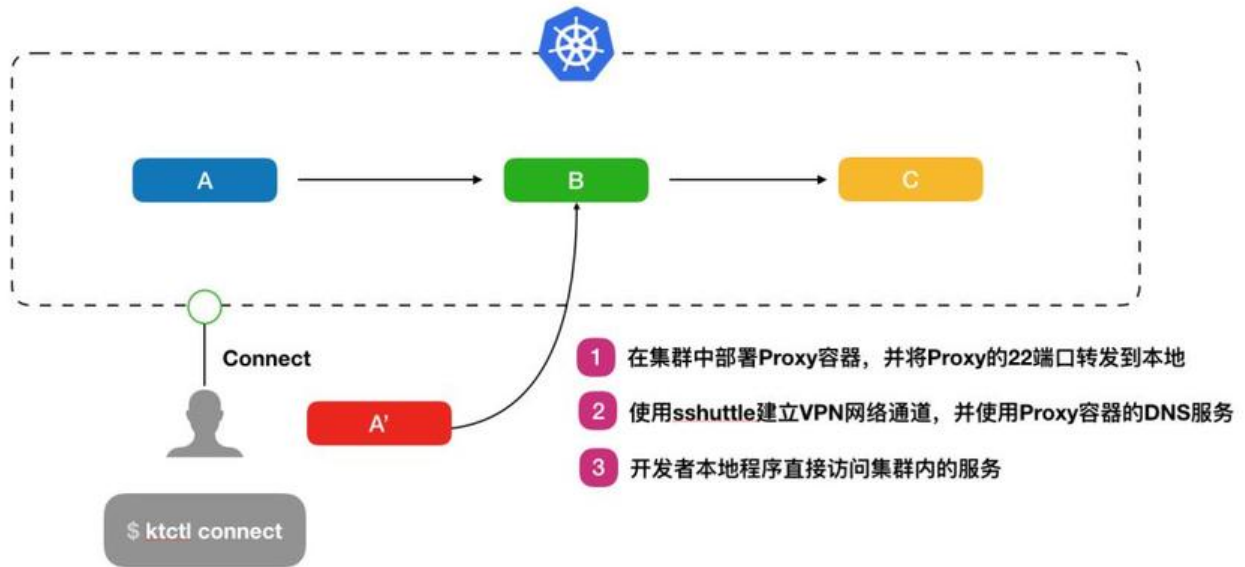 A
B
C
Connect
1 在集群中部署Proxy容器，并将Proxy的22端口转发到本地
A'
2 使用sshuttle建立VPN网络通道，并使用Proxy容器的DNS服务
3 开发者本地程序直接访问集群内的服务
$ ktctl connect